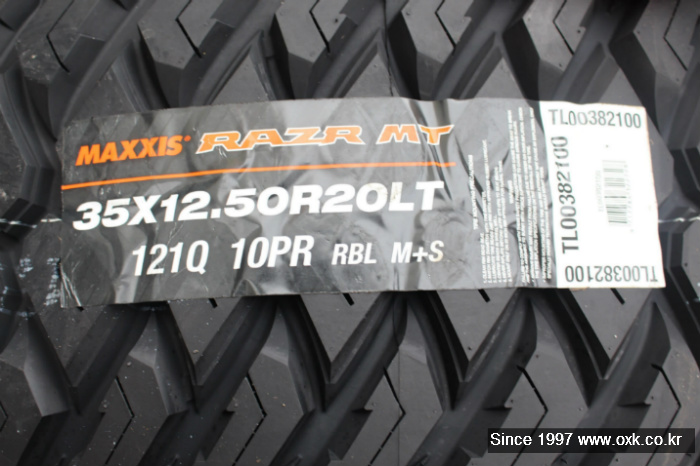 MAXXIS® RAZR MT
35X12.50R20LT
121Q 10PR RBL M+S
TL00382100
TL00382100
TL00382100
Since 1997 www.oxk.co.kr